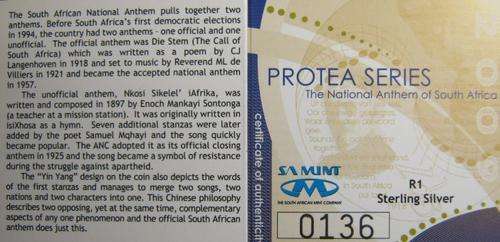 The South African National Anthem pulls together two
anthems. Before South Africa's first democratic elections
in 1994, the country had two anthems - one official and one
unofficial. The official anthem was Die Stem (The Call of
South Africa) which was written as a poem by CJ
Langenhoven in 1918 and set to music by Reverend ML de
Villiers in 1921 and became the accepted national anthem
in 1957.
The unofficial anthem, Nkosi Sikelel' iAfrika, was
written and composed in 1897 by Enoch Mankayi Sontonga
(a teacher at a mission station). It was originally written in
isiXhosa as a hymn. Seven additional stanzas were later
added by the poet Samuel Mqhayi and the song quickly
became popular. The ANC adopted it as its official closing
anthem in 1925 and the song became a symbol of resistance
during the struggle against apartheid.
The "Yin Yang" design on the coin also depicts the words
of the first stanzas and manages to merge two songs, two
nations and two characters into one. This Chinese philosophy
describes two opposing, yet at the same time, complementary
aspects of any one phenomenon and the official South African
anthem does just this.
certificate of authenticit
PROTEA SERIES
The National Anthem of South Africa
SA MINT
THE SOUTH AFRICAN MINT COMPANY
R1
Sterling Silver
0136